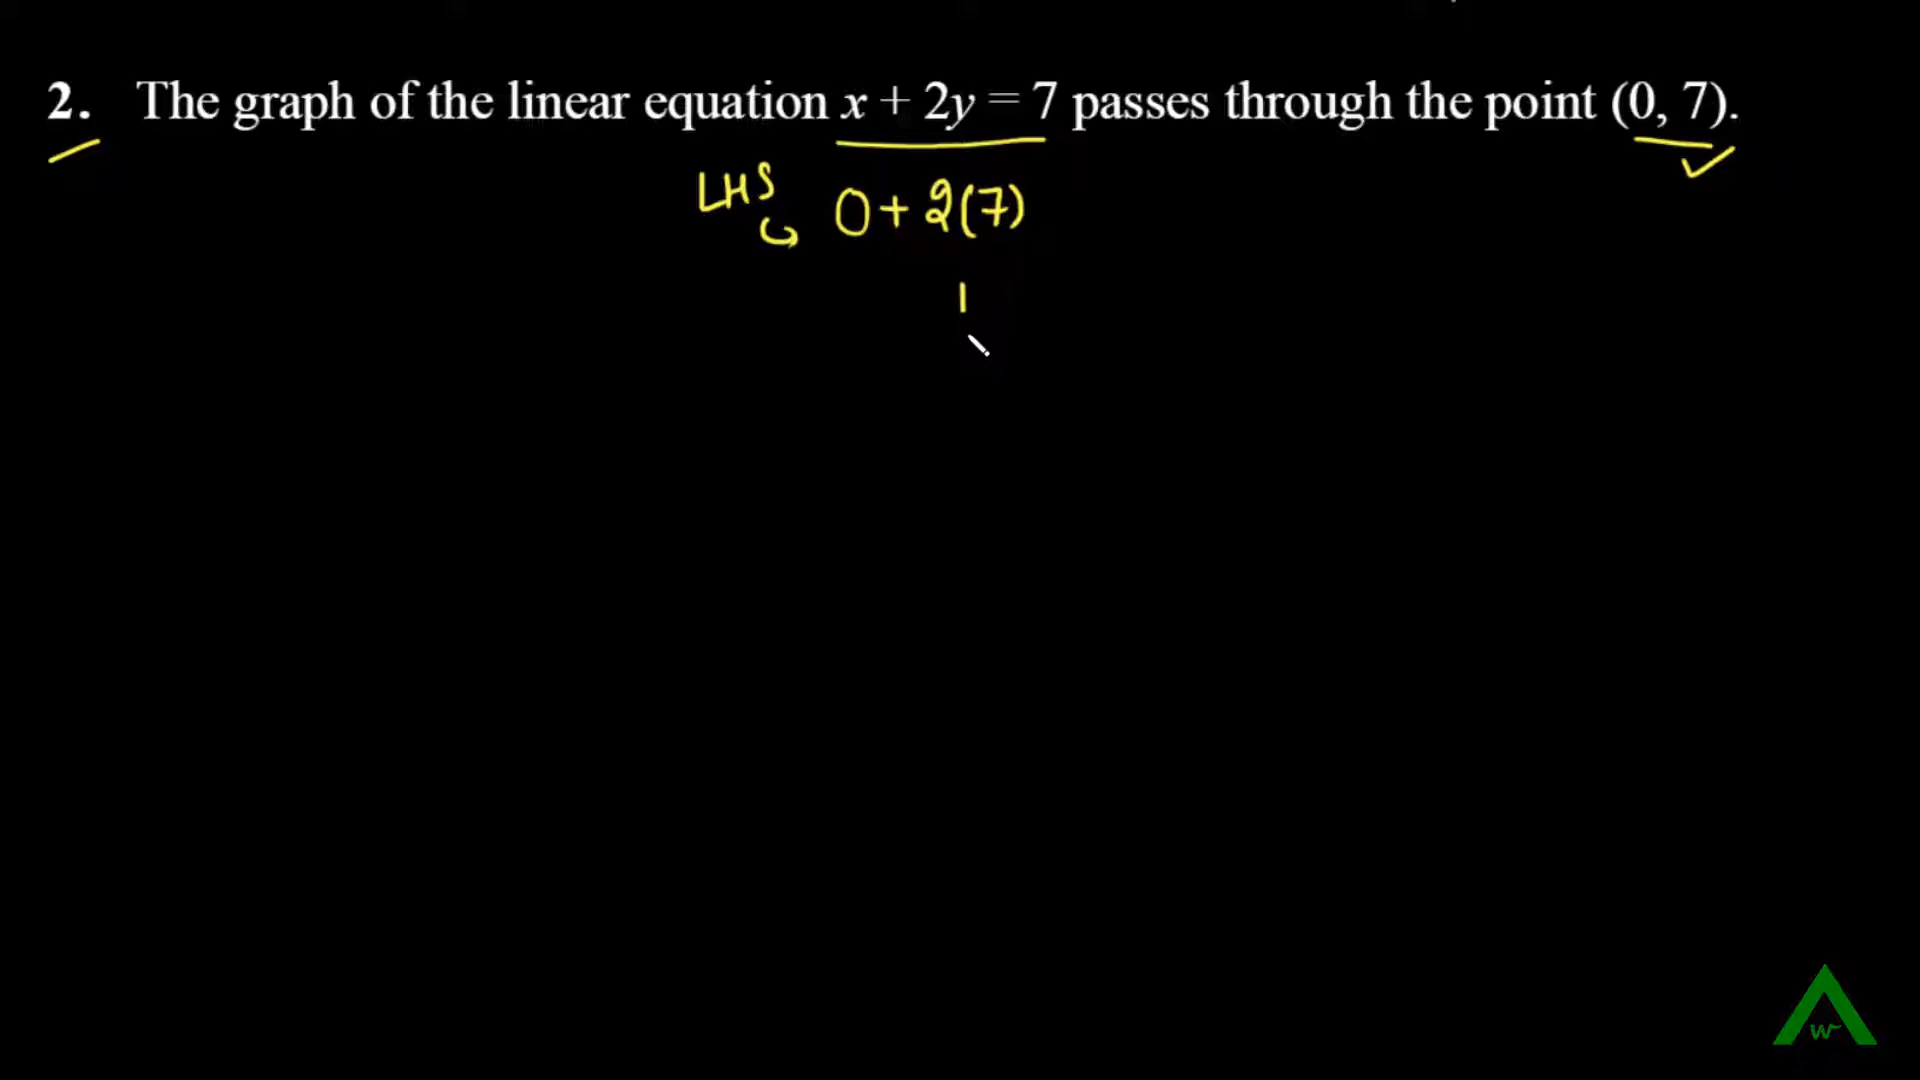 2. The graph of the linear equation x + 2y = 7 passes through the point (0, 7).
LHS 0 + 2(7)
1
w